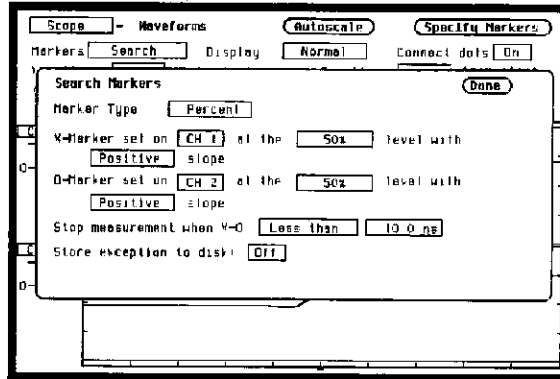 Scope - Waveforms Autoscale Specify Markers
Markers Search Display Normal Connect dots On
Search Markers Done
Marker Type Percent
X-Marker set on CH 1 at the 50% level with
Positive slope
O-Marker set on CH 2 at the 50% level with
Positive slope
Stop measurement when X-O Less than 10.0 ns
Store exception to disk: Off